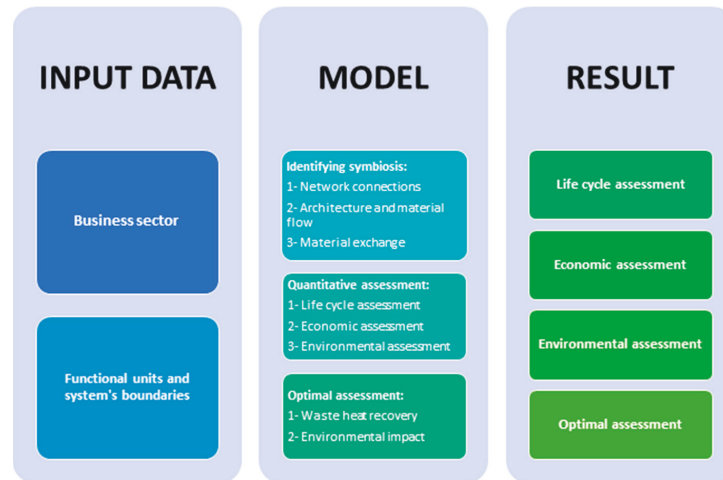 INPUT DATA
Business sector
Functional units and
system's boundaries
MODEL
Identifying symbiosis:
1- Network connections
2- Architecture and material
flow
3- Material exchange
Quantitative assessment:
1- Life cycle assessment
2- Economic assessment
3- Environmental assessment
Optimal assessment:
1- Waste heat recovery
2- Environmental impact
RESULT
Life cycle assessment
Economic assessment
Environmental assessment
Optimal assessment